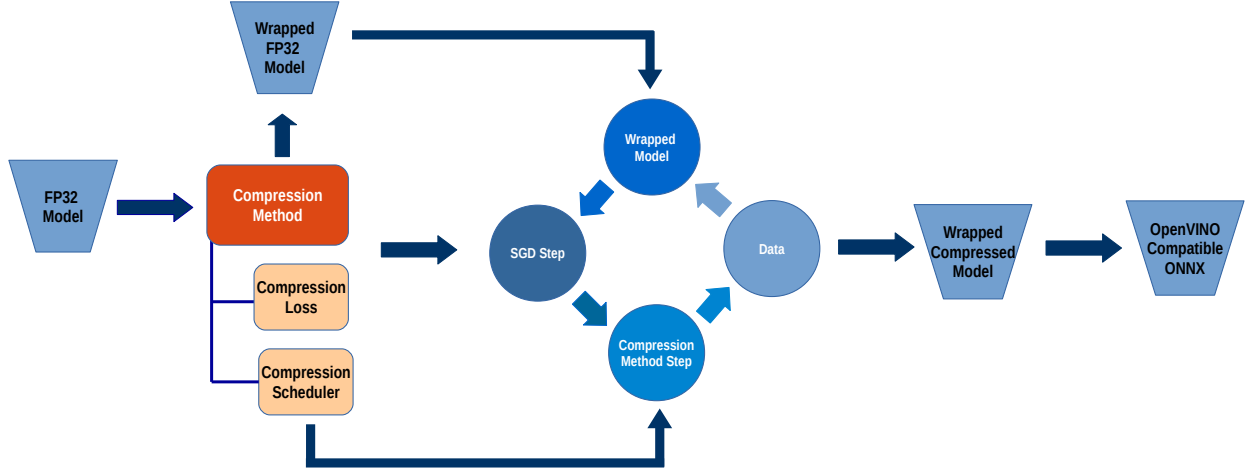 Wrapped
FP32
Model
FP32
Model
Compression
Method
Compression
Loss
Compression
Scheduler
Wrapped
Model
SGD Step
Data
Compression
Method Step
Wrapped
Compressed
Model
OpenVINO
Compatible
ONNX